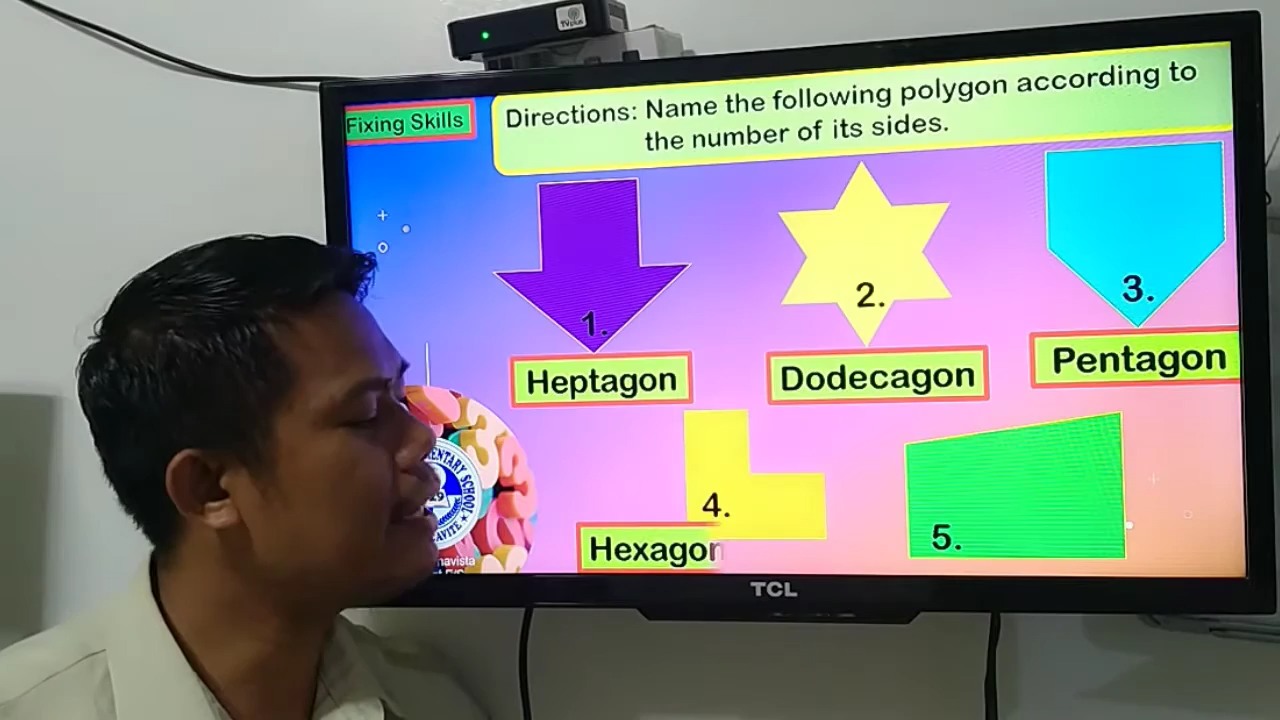 TVplus
Fixing Skills
Directions: Name the following polygon according to
the number of its sides.
1.
2.
3.
Heptagon
Dodecagon
Pentagon
4.
5.
Hexagon
TCL